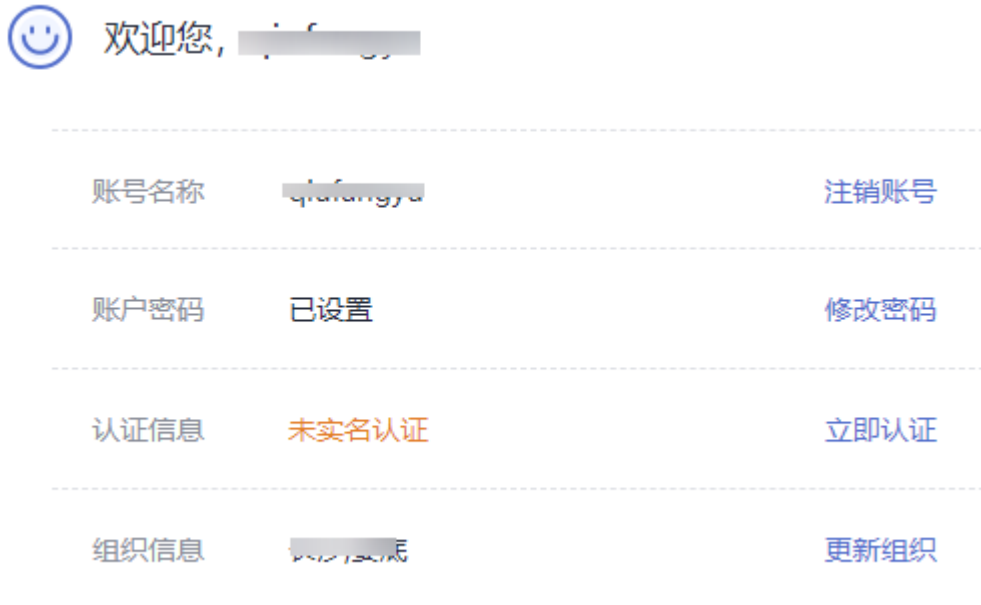 欢迎您,
账号名称 注销账号
账户密码 已设置 修改密码
认证信息 未实名认证 立即认证
组织信息 更新组织